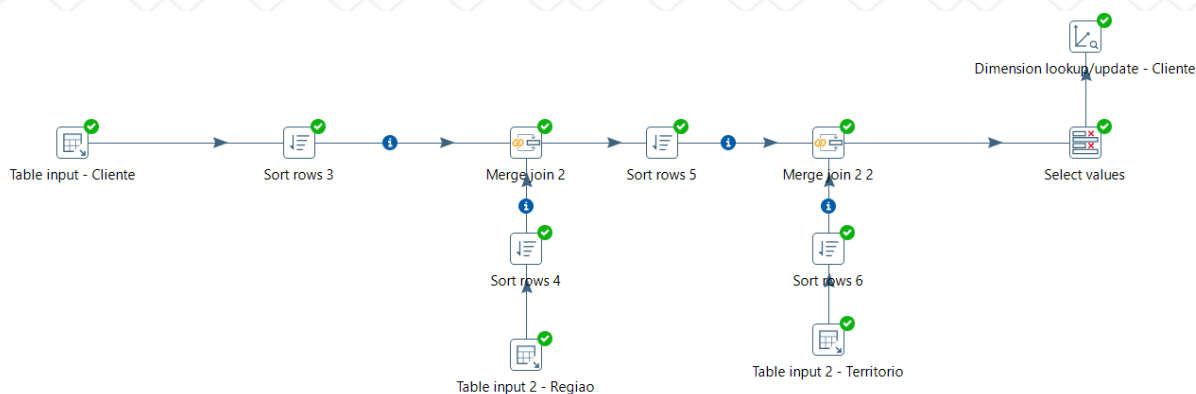 Dimension lookup/update - Cliente
Table input - Cliente
Sort rows 3
Merge join 2
Sort rows 5
Merge join 2 2
Select values
Sort rows 4
Sort rows 6
Table input 2 - Regiao
Table input 2 - Territorio